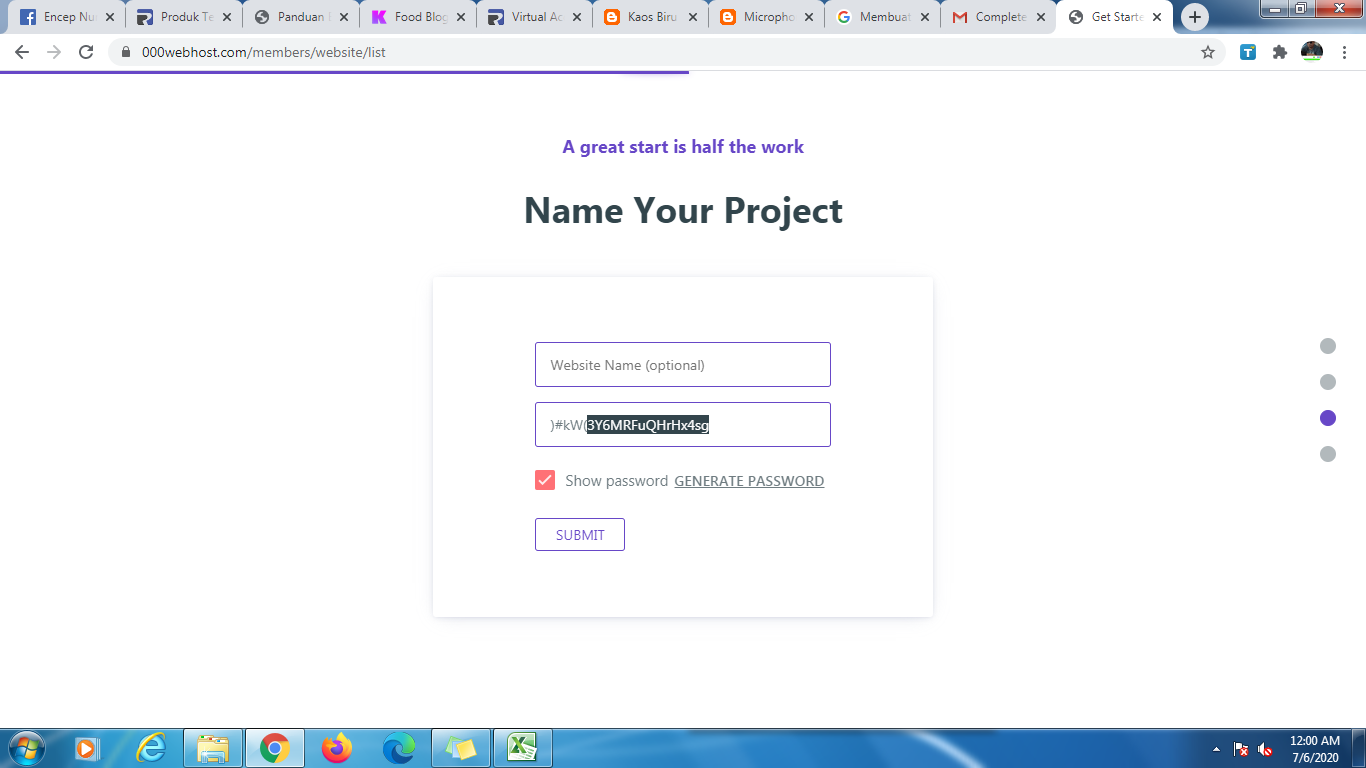 Encep Nu
Produk Te
Panduan
Food Blog
Virtual Ac
Kaos Biru
Micropho
Membuat
Complete
Get Starte
000webhost.com/members/website/list
A great start is half the work
Name Your Project
Website Name (optional)
)#kW(3Y6MRFuQHrHx4sg
Show password GENERATE PASSWORD
SUBMIT
12:00 AM
7/6/2020